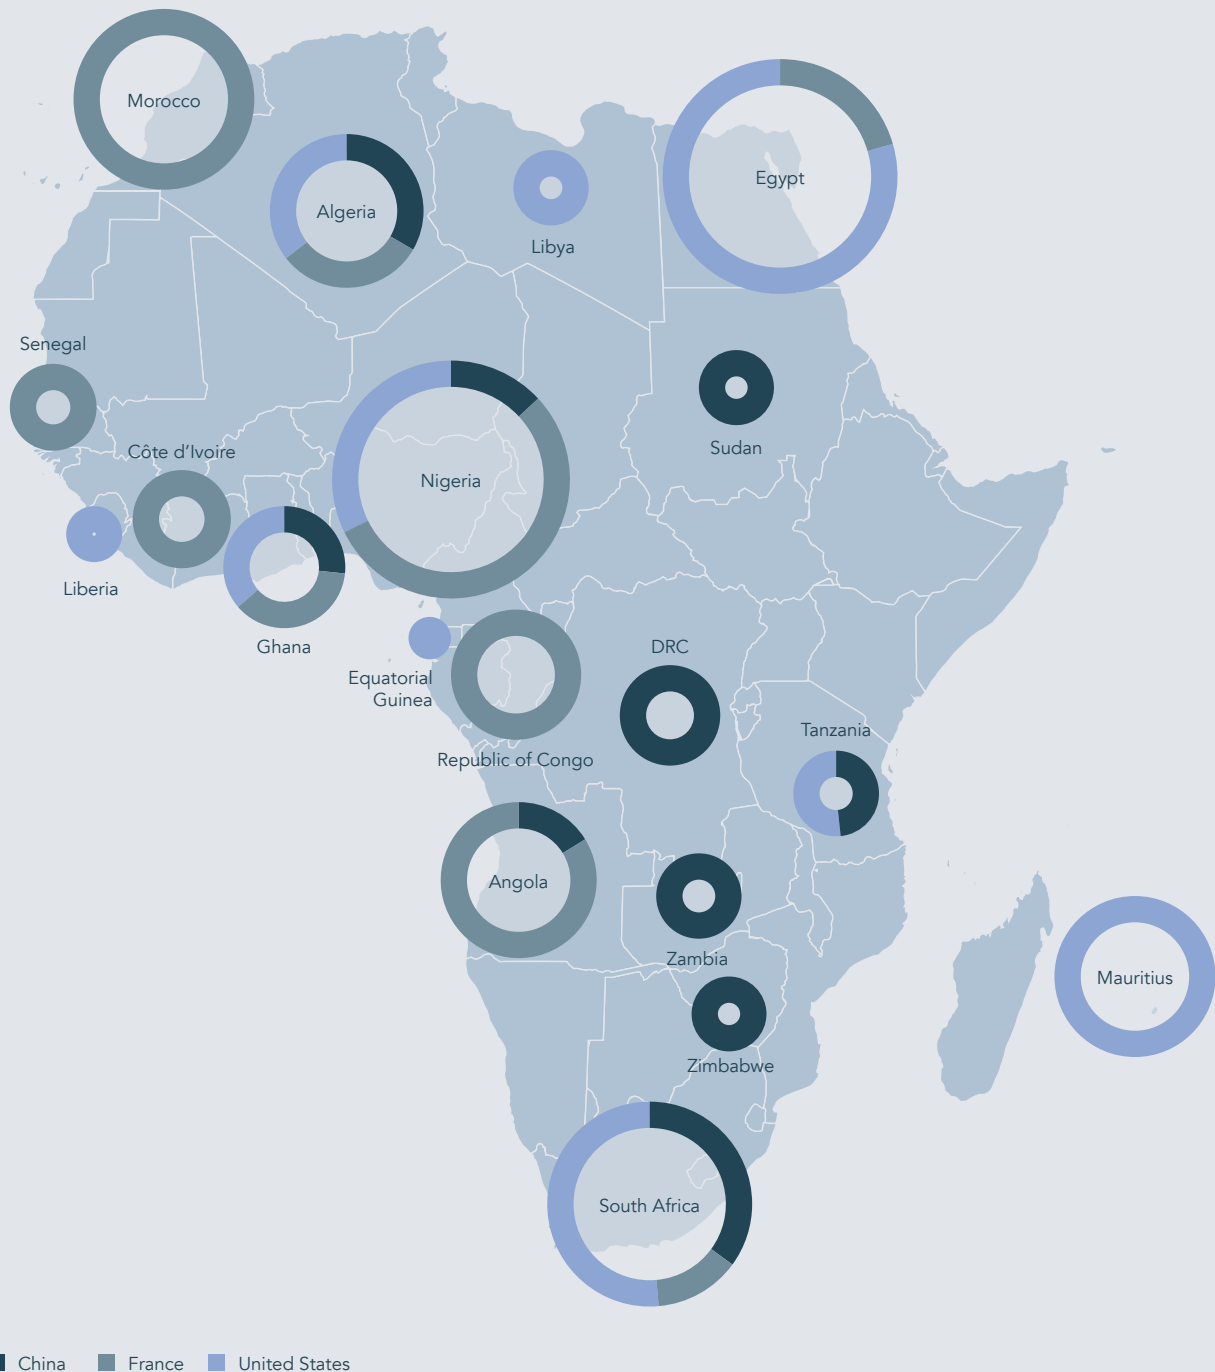 Morocco
Egypt
Algeria
Libya
Senegal
Côte d'Ivoire
Sudan
Nigeria
Liberia
Ghana
DRC
Equatorial
Guinea
Tanzania
Republic of Congo
Angola
Zambia
Mauritius
Zimbabwe
South Africa
China
France
United States